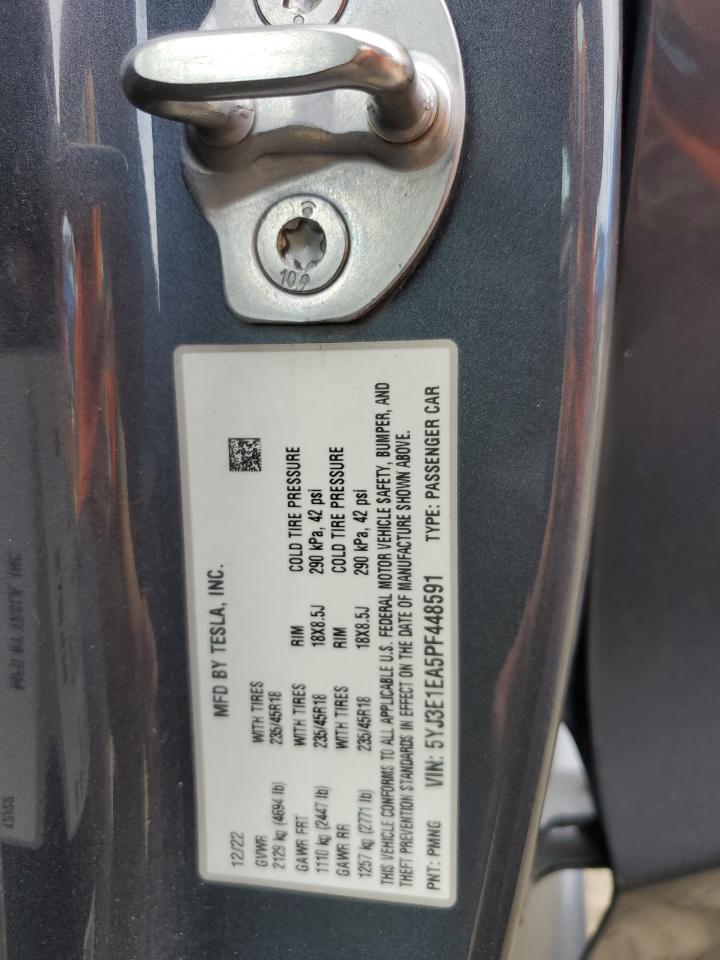 10.9
12/22 MFD BY TESLA, INC.
GVWR WITH TIRES
2129 kg (4694 lb) 235/45R18
GAWR FRT WITH TIRES RIM COLD TIRE PRESSURE
1110 kg (2447 lb) 235/45R18 18X8.5J 290 kPa, 42 psi
GAWR RR WITH TIRES RIM COLD TIRE PRESSURE
1257 kg (2771 lb) 235/45R18 18X8.5J 290 kPa, 42 psi
THIS VEHICLE CONFORMS TO ALL APPLICABLE U.S. FEDERAL MOTOR VEHICLE SAFETY, BUMPER, AND
THEFT PREVENTION STANDARDS IN EFFECT ON THE DATE OF MANUFACTURE SHOWN ABOVE.
PNT: PMNG VIN: 5YJ3E1EA5PF448591 TYPE: PASSENGER CAR